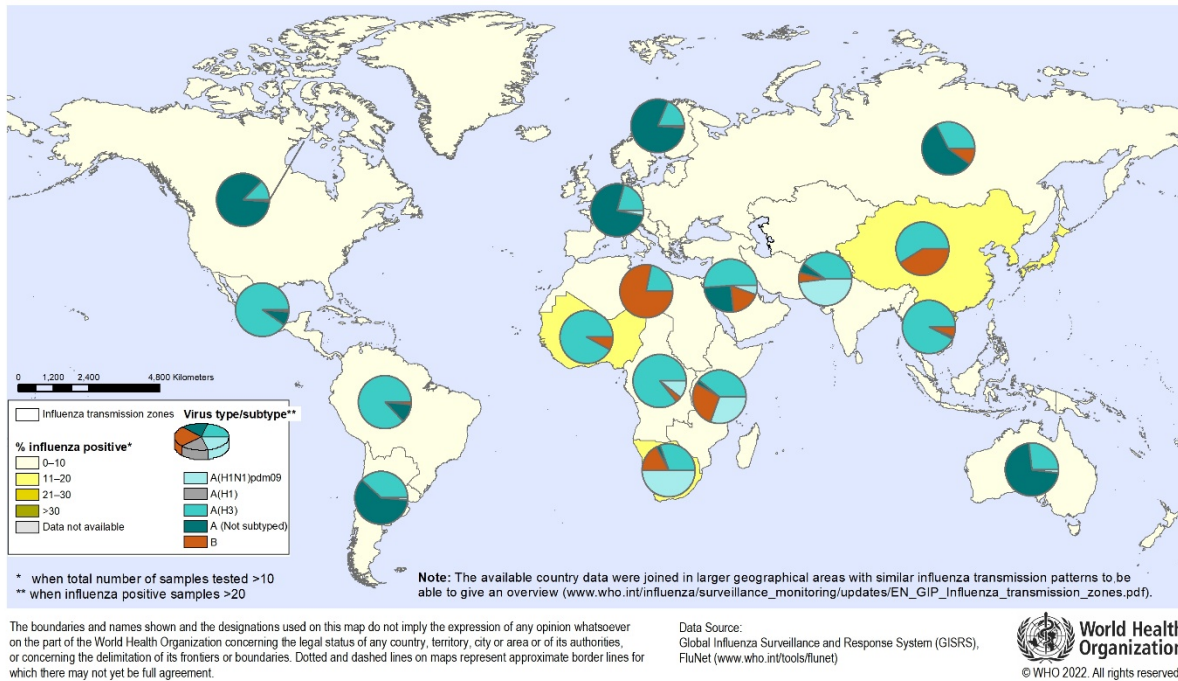 0 1,200 2,400 4,800 Kilometers
Influenza transmission zones
% influenza positive*
0–10
11–20
21–30
>30
Data not available
Virus type/subtype**
A(H1N1)pdm09
A(H1)
A(H3)
A (Not subtyped)
B
* when total number of samples tested >10
** when influenza positive samples >20
Note: The available country data were joined in larger geographical areas with similar influenza transmission patterns to be
able to give an overview (www.who.int/influenza/surveillance_monitoring/updates/EN_GIP_Influenza_transmission_zones.pdf).
The boundaries and names shown and the designations used on this map do not imply the expression of any opinion whatsoever
on the part of the World Health Organization concerning the legal status of any country, territory, city or area or of its authorities,
or concerning the delimitation of its frontiers or boundaries. Dotted and dashed lines on maps represent approximate border lines for
which there may not yet be full agreement.
Data Source:
Global Influenza Surveillance and Response System (GISRS),
FluNet (www.who.int/tools/flunet)
World Health
Organization
© WHO 2022. All rights reserved.